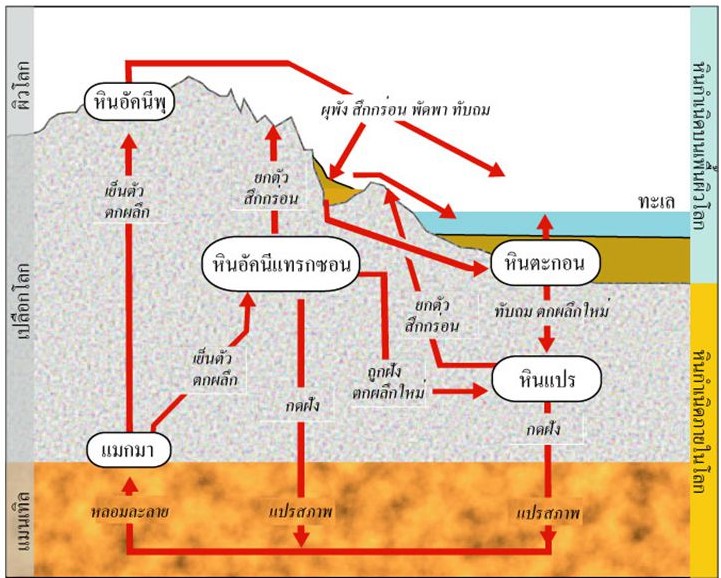 ผิวโลก
เปลือกโลก
แมนเทิล
หินอัคนีพุ
ผุพัง สึกกร่อน พัดพา ทับถม
ยกตัว
สึกกร่อน
เย็นตัว
ตกผลึก
ทะเล
หินอัคนีแทรกซอน
หินตะกอน
ยกตัว
สึกกร่อน
ทับถม ตกผลึกใหม่
เย็นตัว
ตกผลึก
ถูกฝัง
ตกผลึกใหม่
หินแปร
กดฝัง
กดฝัง
แมกมา
หลอมละลาย
แปรสภาพ
แปรสภาพ
หินกำเนิดบนพื้นผิวโลก
หินกำเนิดภายในโลก